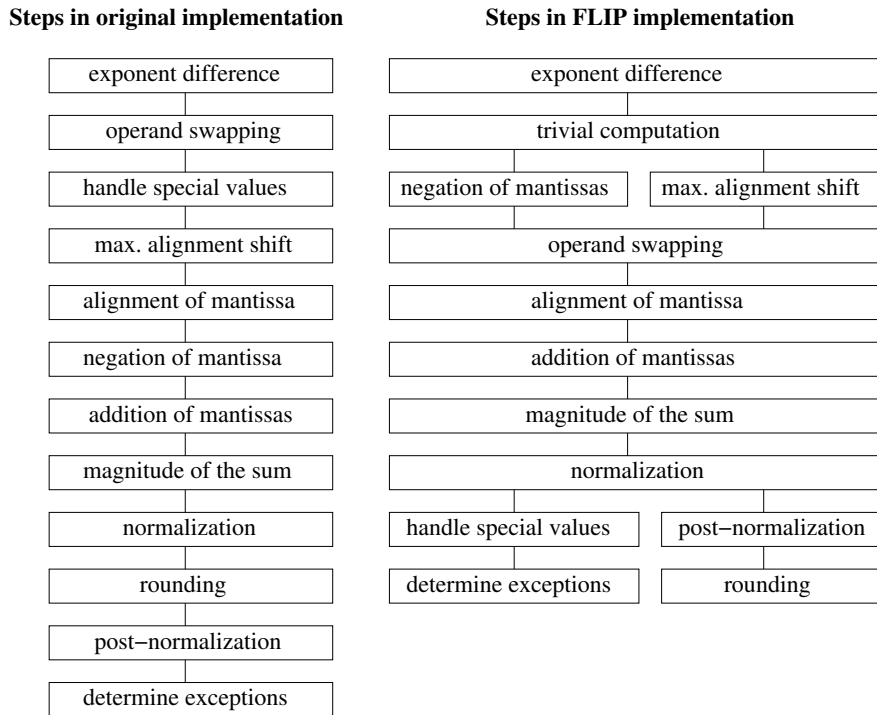 Steps in original implementation
exponent difference
operand swapping
handle special values
max. alignment shift
alignment of mantissa
negation of mantissa
addition of mantissas
magnitude of the sum
normalization
rounding
post−normalization
determine exceptions
Steps in FLIP implementation
exponent difference
trivial computation
negation of mantissas
max. alignment shift
operand swapping
alignment of mantissa
addition of mantissas
magnitude of the sum
normalization
handle special values
post−normalization
determine exceptions
rounding